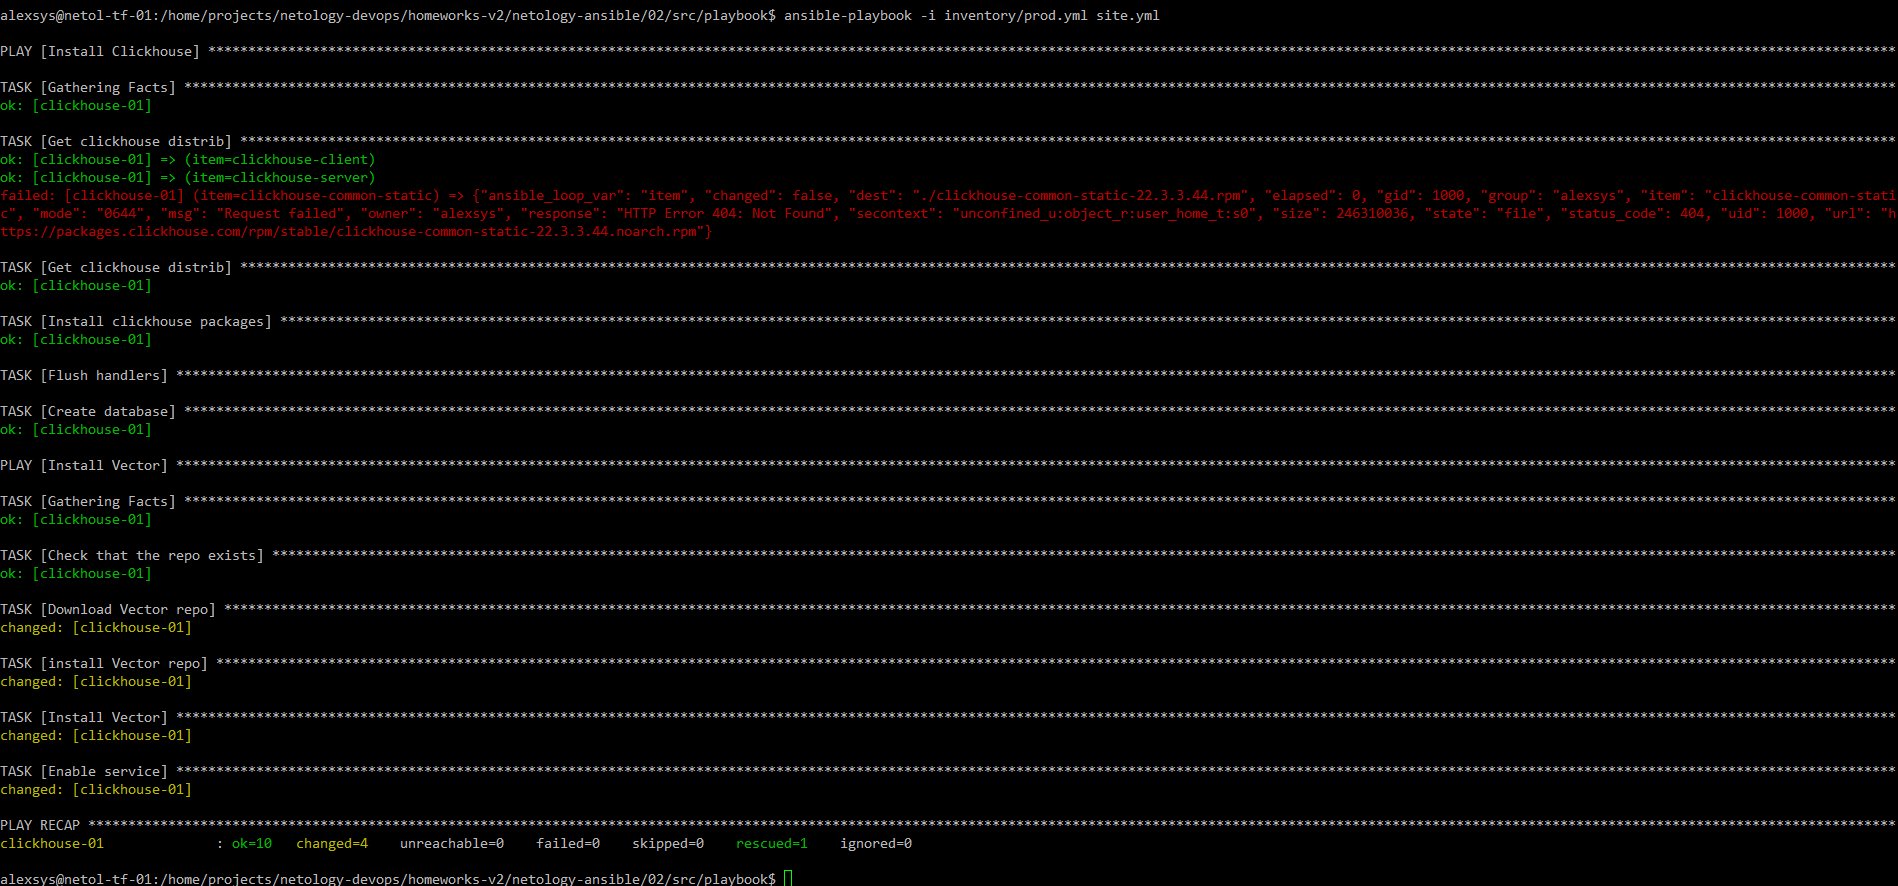 alexsys@netol-tf-01:/home/projects/netology-devops/homeworks-v2/netology-ansible/02/src/playbook$ ansible-playbook -i inventory/prod.yml site.yml
PLAY [Install Clickhouse] ****************************************************************************************************
TASK [Gathering Facts] ****************************************************************************************************
ok: [clickhouse-01]
TASK [Get clickhouse distrib] ****************************************************************************************************
ok: [clickhouse-01] => (item=clickhouse-client)
ok: [clickhouse-01] => (item=clickhouse-server)
failed: [clickhouse-01] (item=clickhouse-common-static) => {"ansible_loop_var": "item", "changed": false, "dest": "./clickhouse-common-static-22.3.3.44.rpm", "elapsed": 0, "gid": 1000, "group": "alexsys", "item": "clickhouse-common-stati
c", "mode": "0644", "msg": "Request failed", "owner": "alexsys", "response": "HTTP Error 404: Not Found", "secontext": "unconfined_u:object_r:user_home_t:s0", "size": 246310036, "state": "file", "status_code": 404, "uid": 1000, "url": "h
ttps://packages.clickhouse.com/rpm/stable/clickhouse-common-static-22.3.3.44.noarch.rpm"}
TASK [Get clickhouse distrib] ****************************************************************************************************
ok: [clickhouse-01]
TASK [Install clickhouse packages] ****************************************************************************************************
ok: [clickhouse-01]
TASK [Flush handlers] ****************************************************************************************************
TASK [Create database] ****************************************************************************************************
ok: [clickhouse-01]
PLAY [Install Vector] ****************************************************************************************************
TASK [Gathering Facts] ****************************************************************************************************
ok: [clickhouse-01]
TASK [Check that the repo exists] ****************************************************************************************************
ok: [clickhouse-01]
TASK [Download Vector repo] ****************************************************************************************************
changed: [clickhouse-01]
TASK [install Vector repo] ****************************************************************************************************
changed: [clickhouse-01]
TASK [Install Vector] ****************************************************************************************************
changed: [clickhouse-01]
TASK [Enable service] ****************************************************************************************************
changed: [clickhouse-01]
PLAY RECAP ****************************************************************************************************
clickhouse-01 : ok=10 changed=4 unreachable=0 failed=0 skipped=0 rescued=1 ignored=0
alexsys@netol-tf-01:/home/projects/netology-devops/homeworks-v2/netology-ansible/02/src/playbook$